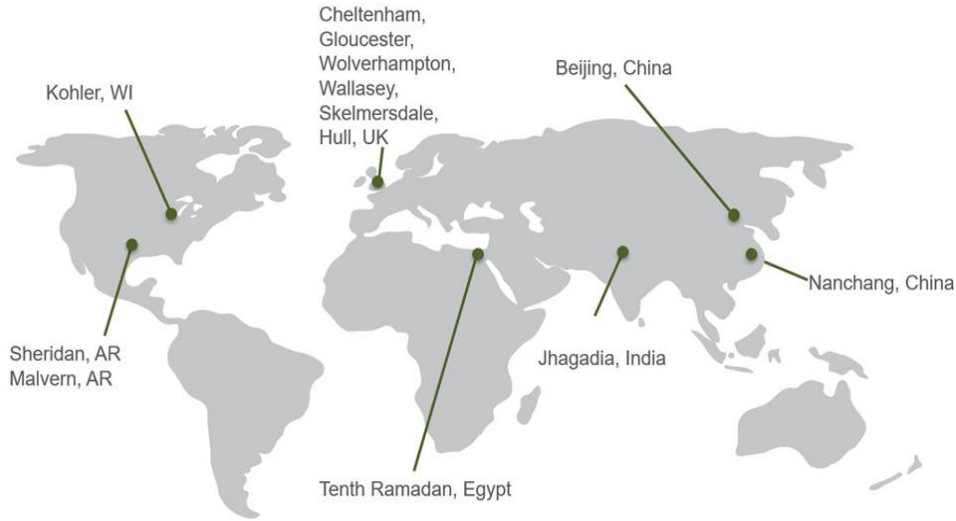 Cheltenham,
Gloucester,
Wolverhampton,
Wallasey,
Skelmersdale,
Hull, UK
Kohler, WI
Beijing, China
Nanchang, China
Sheridan, AR
Malvern, AR
Jhagadia, India
Tenth Ramadan, Egypt